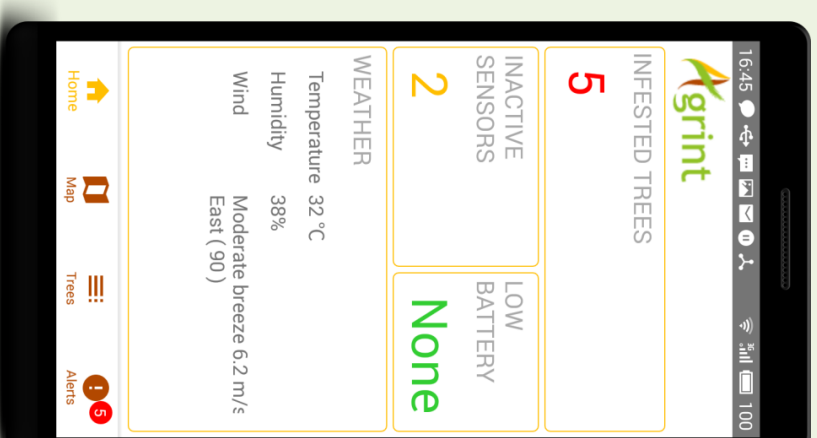 16:45
3G
100
Agrint
INFESTED TREES
5
INACTIVE
SENSORS
2
LOW
BATTERY
None
WEATHER
Temperature 32 °C
Humidity 38%
Wind Moderate breeze 6.2 m/s
East ( 90 )
Home
Map
Trees
Alerts
5